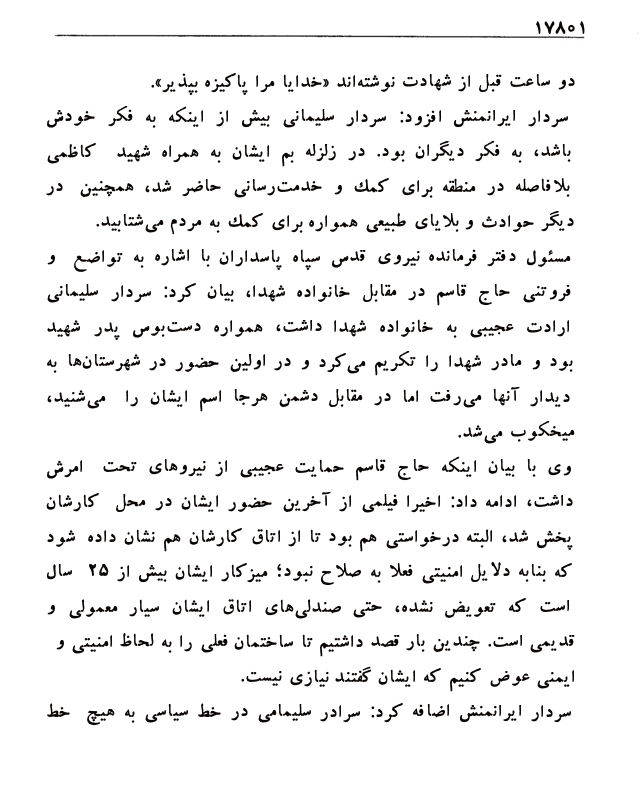 ۱۷۸۰۱
دو ساعت قبل از شهادت نوشته‌اند «خدایا مرا پاکیزه بپذیر».
سردار ایرانمنش افزود: سردار سلیمانی بیش از اینکه به فکر خودش
باشد، به فکر دیگران بود. در زلزله بم ایشان به همراه شهید کاظمی
بلافاصله در منطقه برای کمك و خدمت‌رسانی حاضر شد، همچنین در
دیگر حوادث و بلایای طبیعی همواره برای کمك به مردم می‌شتابید.
مسئول دفتر فرمانده نیروی قدس سپاه پاسداران با اشاره به تواضع و
فروتنی حاج قاسم در مقابل خانواده شهدا، بیان کرد: سردار سلیمانی
ارادت عجیبی به خانواده شهدا داشت، همواره دست‌بوس پدر شهید
بود و مادر شهدا را تکریم می‌کرد و در اولین حضور در شهرستان‌ها به
دیدار آنها می‌رفت اما در مقابل دشمن هرجا اسم ایشان را می‌شنید،
میخکوب می‌شد.
وی با بیان اینکه حاج قاسم حمایت عجیبی از نیروهای تحت امرش
داشت، ادامه داد: اخیرا فیلمی از آخرین حضور ایشان در محل کارشان
پخش شد، البته درخواستی هم بود تا از اتاق کارشان هم نشان داده شود
که بنابه دلایل امنیتی فعلا به صلاح نبود؛ میزکار ایشان بیش از ۲۵ سال
است که تعویض نشده، حتی صندلی‌های اتاق ایشان سیار معمولی و
قدیمی است. چندین بار قصد داشتیم تا ساختمان فعلی را به لحاظ امنیتی و
ایمنی عوض کنیم که ایشان گفتند نیازی نیست.
سردار ایرانمنش اضافه کرد: سرادر سلیمامی در خط سیاسی به هیچ خط